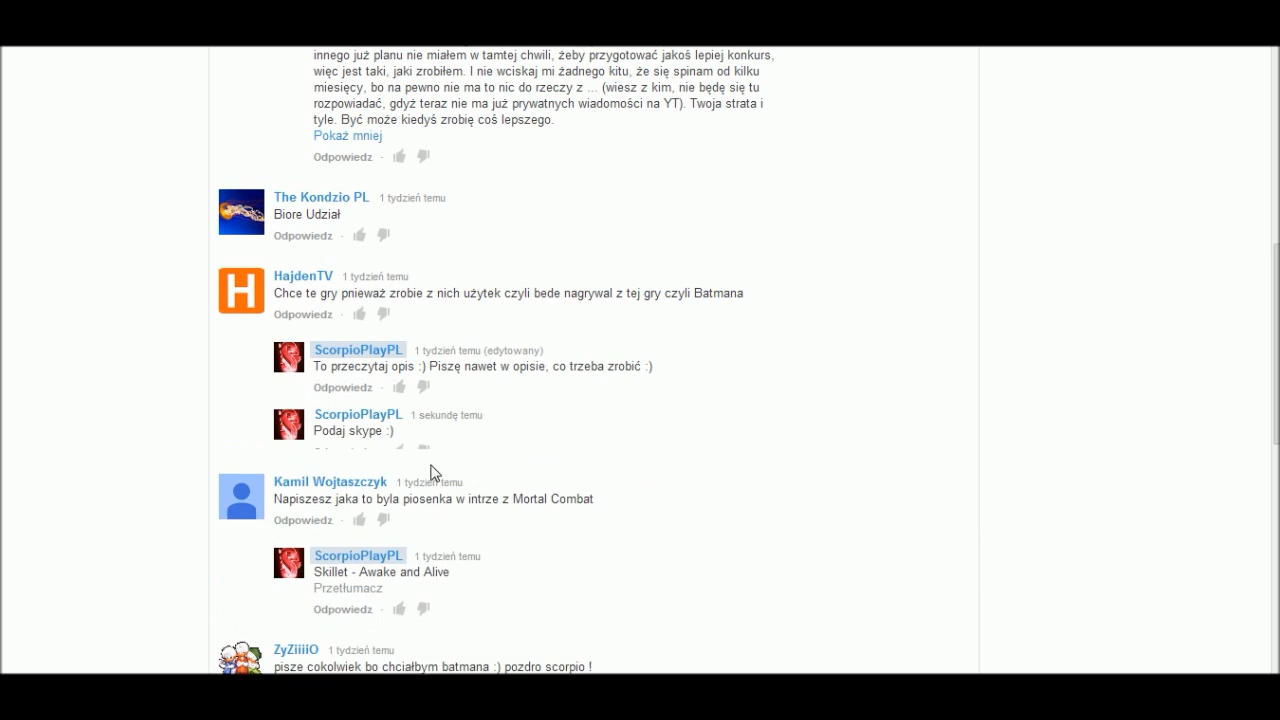 innego już planu nie miałem w tamtej chwili, żeby przygotować jakoś lepiej konkurs,
więc jest taki, jaki zrobiłem. I nie wciskaj mi żadnego kitu, że się spinam od kilku
miesięcy, bo na pewno nie ma to nic do rzeczy z ... (wiesz z kim, nie będę się tu
rozpowiadać, gdyż teraz nie ma już prywatnych wiadomości na YT). Twoja strata i
tyle. Być może kiedyś zrobię coś lepszego.
Pokaż mniej
Odpowiedz ·
The Kondzio PL 1 tydzień temu
Biore Udział
Odpowiedz ·
H
HajdenTV 1 tydzień temu
Chce te gry pnieważ zrobie z nich użytek czyli bede nagrywal z tej gry czyli Batmana
Odpowiedz ·
ScorpioPlayPL 1 tydzień temu (edytowany)
To przeczytaj opis :) Piszę nawet w opisie, co trzeba zrobić :)
Odpowiedz ·
ScorpioPlayPL 1 sekundę temu
Podaj skype :)
Kamil Wojtaszczyk 1 tydzień temu
Napiszesz jaka to byla piosenka w intrze z Mortal Combat
Odpowiedz ·
ScorpioPlayPL 1 tydzień temu
Skillet - Awake and Alive
Przetłumacz
Odpowiedz ·
ZyZiiiiO 1 tydzień temu
pisze cokolwiek bo chciałbym batmana :) pozdro scorpio !